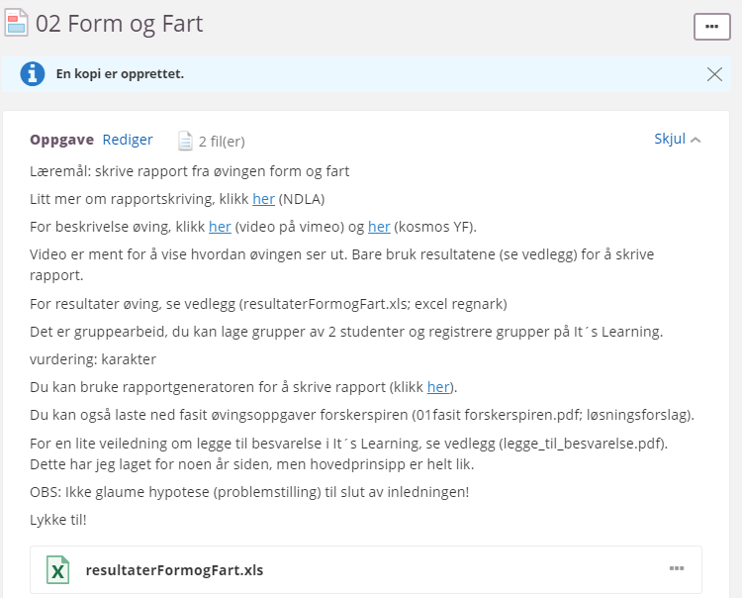 02 Form og Fart
En kopi er opprettet.
Oppgave Rediger 2 fil(er) Skjul
Læremål: skrive rapport fra øvingen form og fart
Litt mer om rapportskriving, klikk her (NDLA)
For beskrivelse øving, klikk her (video på vimeo) og her (kosmos YF).
Video er ment for å vise hvordan øvingen ser ut. Bare bruk resultatene (se vedlegg) for å skrive
rapport.
For resultater øving, se vedlegg (resultaterFormogFart.xls; excel regnark)
Det er gruppearbeid, du kan lage grupper av 2 studenter og registrere grupper på It´s Learning.
vurdering: karakter
Du kan bruke rapportgeneratoren for å skrive rapport (klikk her).
Du kan også laste ned fasit øvingsoppgaver forskerspiren (01fasit forskerspiren.pdf; løsningsforslag).
For en lite veiledning om legge til besvarelse i It´s Learning, se vedlegg (legge_til_besvarelse.pdf).
Dette har jeg laget for noen år siden, men hovedprinsipp er helt lik.
OBS: Ikke glaume hypotese (problemstilling) til slut av inledningen!
Lykke til!
resultaterFormogFart.xls